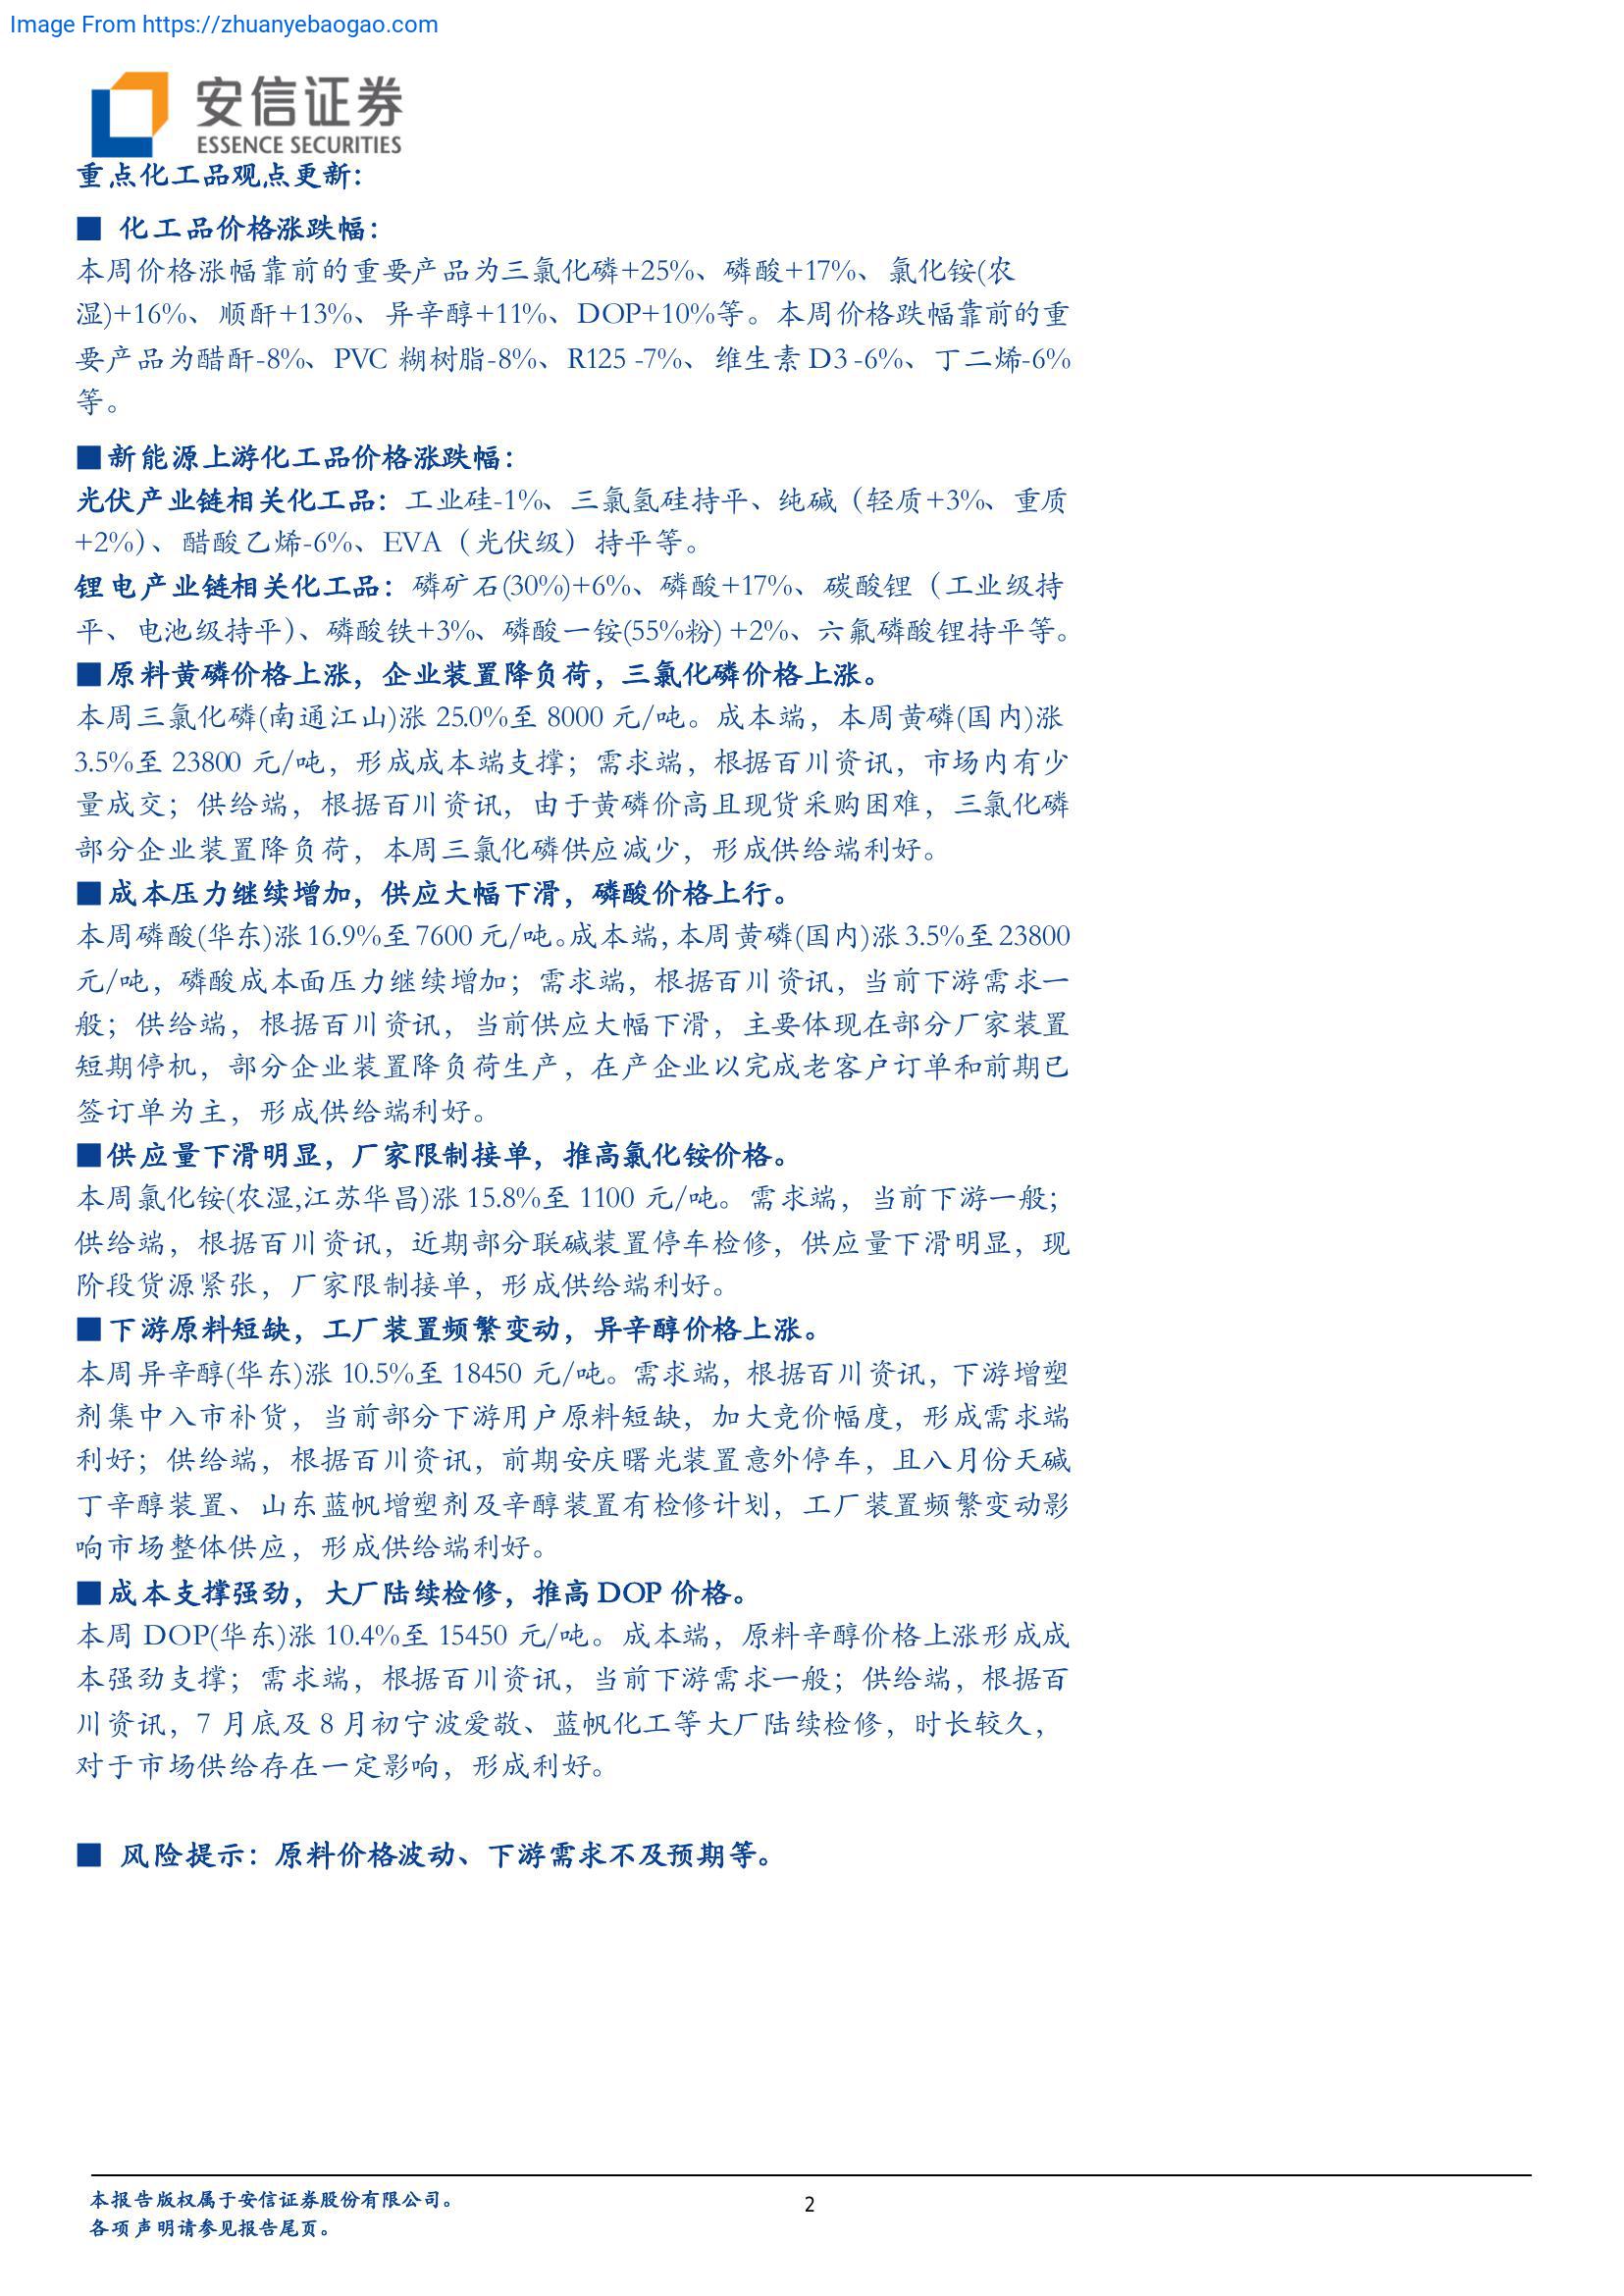 Image From https://zhuanyebaogao.com
安信证券
ESSENCE SECURITIES
重点化工品观点更新：
■ 化工品价格涨跌幅：
本周价格涨幅靠前的重要产品为三氯化磷+25%、磷酸+17%、氯化铵(农
湿)+16%、顺酐+13%、异辛醇+11%、DOP+10%等。本周价格跌幅靠前的重
要产品为醋酐-8%、PVC 糊树脂-8%、R125 -7%、维生素 D3 -6%、丁二烯-6%
等。
■新能源上游化工品价格涨跌幅：
光伏产业链相关化工品：工业硅-1%、三氯氢硅持平、纯碱（轻质+3%、重质
+2%）、醋酸乙烯-6%、EVA（光伏级）持平等。
锂电产业链相关化工品：磷矿石(30%)+6%、磷酸+17%、碳酸锂（工业级持
平、电池级持平）、磷酸铁+3%、磷酸一铵(55%粉) +2%、六氟磷酸锂持平等。
■原料黄磷价格上涨，企业装置降负荷，三氯化磷价格上涨。
本周三氯化磷(南通江山)涨 25.0%至 8000 元/吨。成本端，本周黄磷(国内)涨
3.5%至 23800 元/吨，形成成本端支撑；需求端，根据百川资讯，市场内有少
量成交；供给端，根据百川资讯，由于黄磷价高且现货采购困难，三氯化磷
部分企业装置降负荷，本周三氯化磷供应减少，形成供给端利好。
■成本压力继续增加，供应大幅下滑，磷酸价格上行。
本周磷酸(华东)涨 16.9%至 7600 元/吨。成本端，本周黄磷(国内)涨 3.5%至 23800
元/吨，磷酸成本面压力继续增加；需求端，根据百川资讯，当前下游需求一
般；供给端，根据百川资讯，当前供应大幅下滑，主要体现在部分厂家装置
短期停机，部分企业装置降负荷生产，在产企业以完成老客户订单和前期已
签订单为主，形成供给端利好。
■供应量下滑明显，厂家限制接单，推高氯化铵价格。
本周氯化铵(农湿,江苏华昌)涨 15.8%至 1100 元/吨。需求端，当前下游一般；
供给端，根据百川资讯，近期部分联碱装置停车检修，供应量下滑明显，现
阶段货源紧张，厂家限制接单，形成供给端利好。
■下游原料短缺，工厂装置频繁变动，异辛醇价格上涨。
本周异辛醇(华东)涨 10.5%至 18450 元/吨。需求端，根据百川资讯，下游增塑
剂集中入市补货，当前部分下游用户原料短缺，加大竞价幅度，形成需求端
利好；供给端，根据百川资讯，前期安庆曙光装置意外停车，且八月份天碱
丁辛醇装置、山东蓝帆增塑剂及辛醇装置有检修计划，工厂装置频繁变动影
响市场整体供应，形成供给端利好。
■成本支撑强劲，大厂陆续检修，推高 DOP 价格。
本周 DOP(华东)涨 10.4%至 15450 元/吨。成本端，原料辛醇价格上涨形成成
本强劲支撑；需求端，根据百川资讯，当前下游需求一般；供给端，根据百
川资讯，7 月底及 8 月初宁波爱敬、蓝帆化工等大厂陆续检修，时长较久，
对于市场供给存在一定影响，形成利好。
■ 风险提示：原料价格波动、下游需求不及预期等。
本报告版权属于安信证券股份有限公司。
2
各项声明请参见报告尾页。